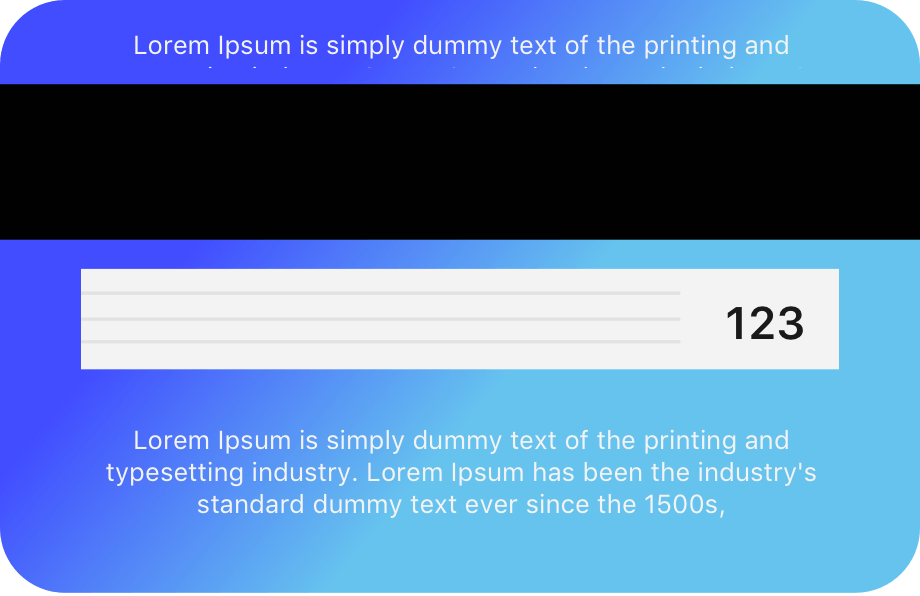 Lorem Ipsum is simply dummy text of the printing and
123
Lorem Ipsum is simply dummy text of the printing and
typesetting industry. Lorem Ipsum has been the industry's
standard dummy text ever since the 1500s,